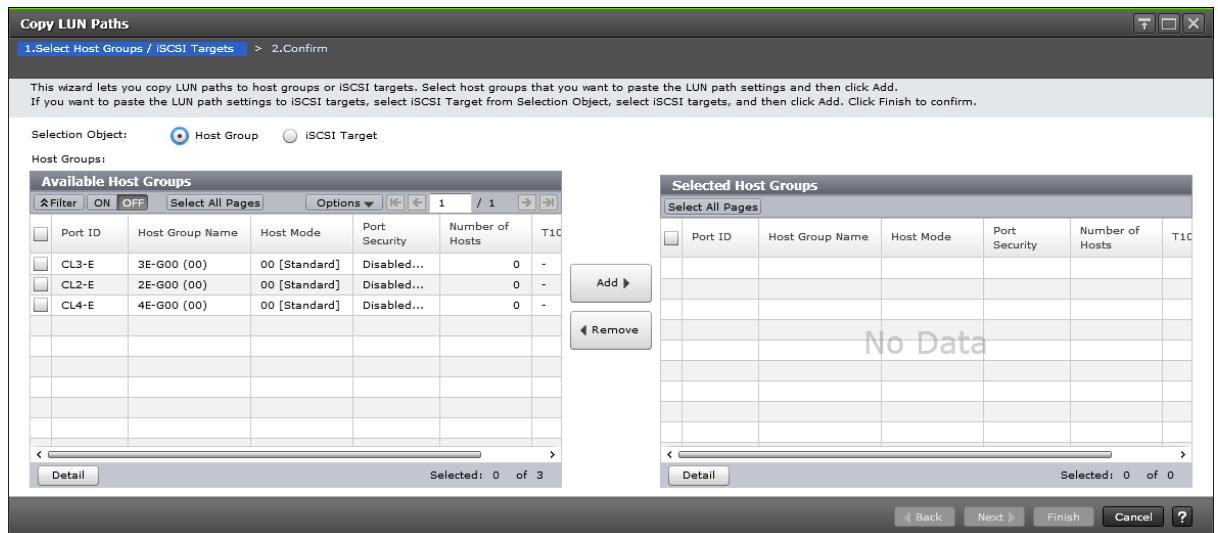 Copy LUN Paths
1.Select Host Groups / iSCSI Targets > 2.Confirm
This wizard lets you copy LUN paths to host groups or iSCSI targets. Select host groups that you want to paste the LUN path settings and then click Add.
If you want to paste the LUN path settings to iSCSI targets, select iSCSI Target from Selection Object, select iSCSI targets, and then click Add. Click Finish to confirm.
Selection Object: Host Group iSCSI Target
Host Groups:
Available Host Groups
Filter ON OFF Select All Pages Options 1 / 1
Port ID Host Group Name Host Mode Port Security Number of Hosts T10
CL3-E 3E-G00 (00) 00 [Standard] Disabled... 0 -
CL2-E 2E-G00 (00) 00 [Standard] Disabled... 0 -
CL4-E 4E-G00 (00) 00 [Standard] Disabled... 0 -
Detail Selected: 0 of 3
Add
Remove
Selected Host Groups
Select All Pages
Port ID Host Group Name Host Mode Port Security Number of Hosts T10
No Data
Detail Selected: 0 of 0
Back Next Finish Cancel ?